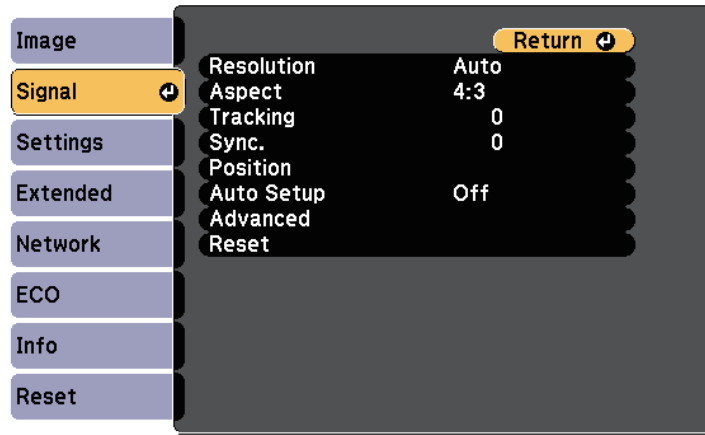 Image
Signal
Settings
Extended
Network
ECO
Info
Reset
Return
Resolution Auto
Aspect 4:3
Tracking 0
Sync. 0
Position
Auto Setup Off
Advanced
Reset